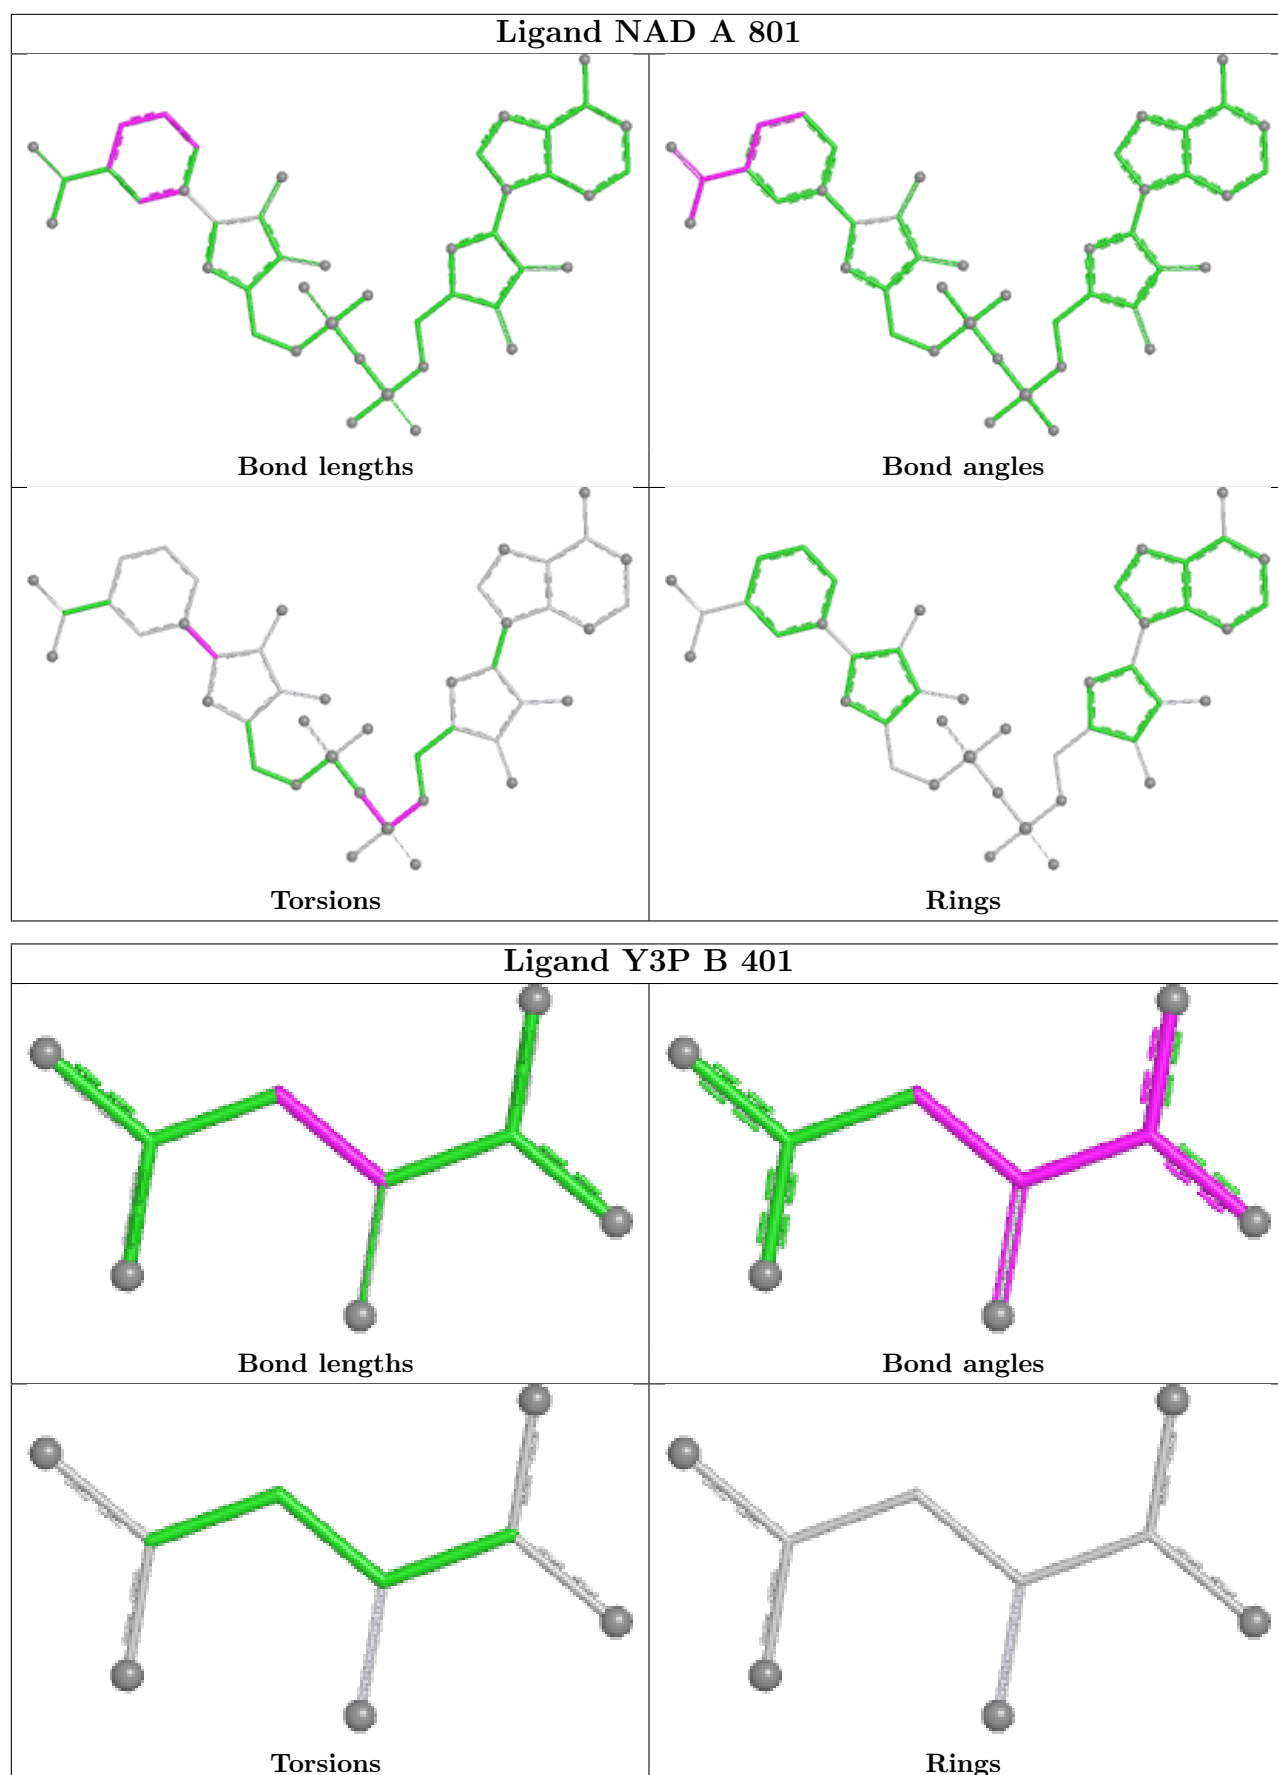 Ligand NAD A 801
Bond lengths
Bond angles
Torsions
Rings
Ligand Y3P B 401
Bond lengths
Bond angles
Torsions
Rings